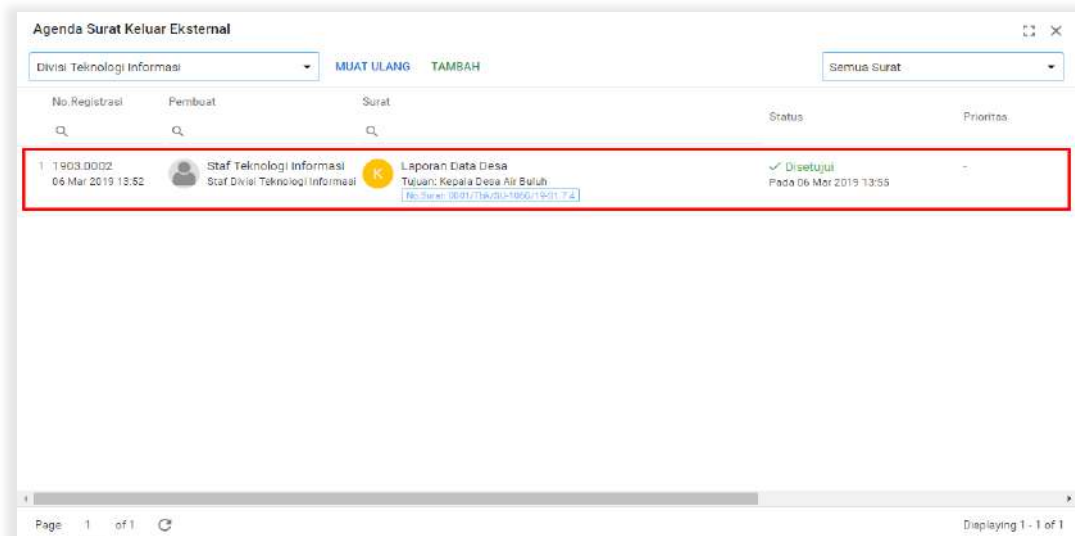 Agenda Surat Keluar Eksternal
Divisi Teknologi Informasi MUAT ULANG TAMBAH Semua Surat
No.Registrasi Pembuat Surat Status Prioritas
1 1903.0002 Staf Teknologi Informasi K Laporan Data Desa Disetujui -
06 Mar 2019 13:52 Staf Divisi Teknologi Informasi Tujuan: Kepala Desa Air Buluh Pada 06 Mar 2019 13:55
No.Surat:
Page 1 of 1 Displaying 1 - 1 of 1